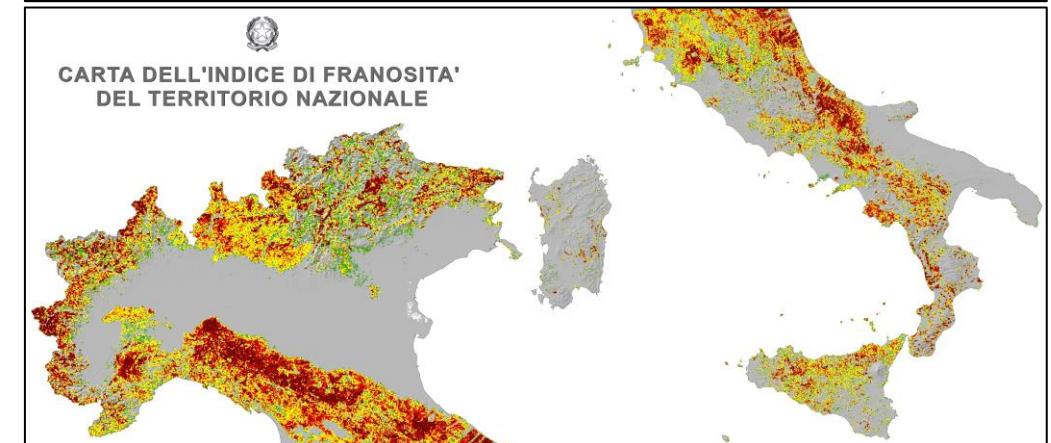 CARTA DELL'INDICE DI FRANOSITA'
DEL TERRITORIO NAZIONALE